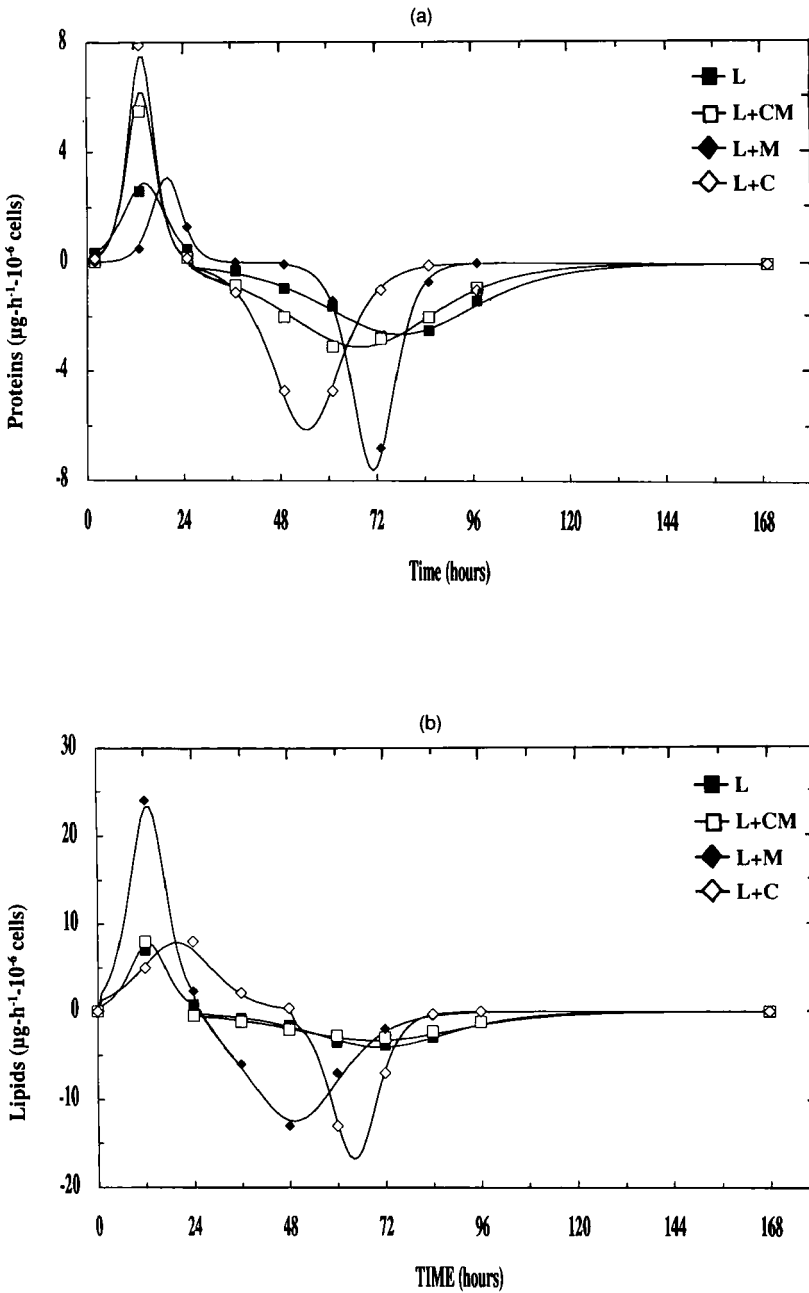 (a)
8
4
0
-4
-8
Proteins (µg-h⁻¹-10⁻⁶ cells)
L
L+CM
L+M
L+C
0 24 48 72 96 120 144 168
Time (hours)
(b)
30
20
10
0
-10
-20
Lipids (µg-h⁻¹-10⁻⁶ cells)
L
L+CM
L+M
L+C
0 24 48 72 96 120 144 168
TIME (hours)